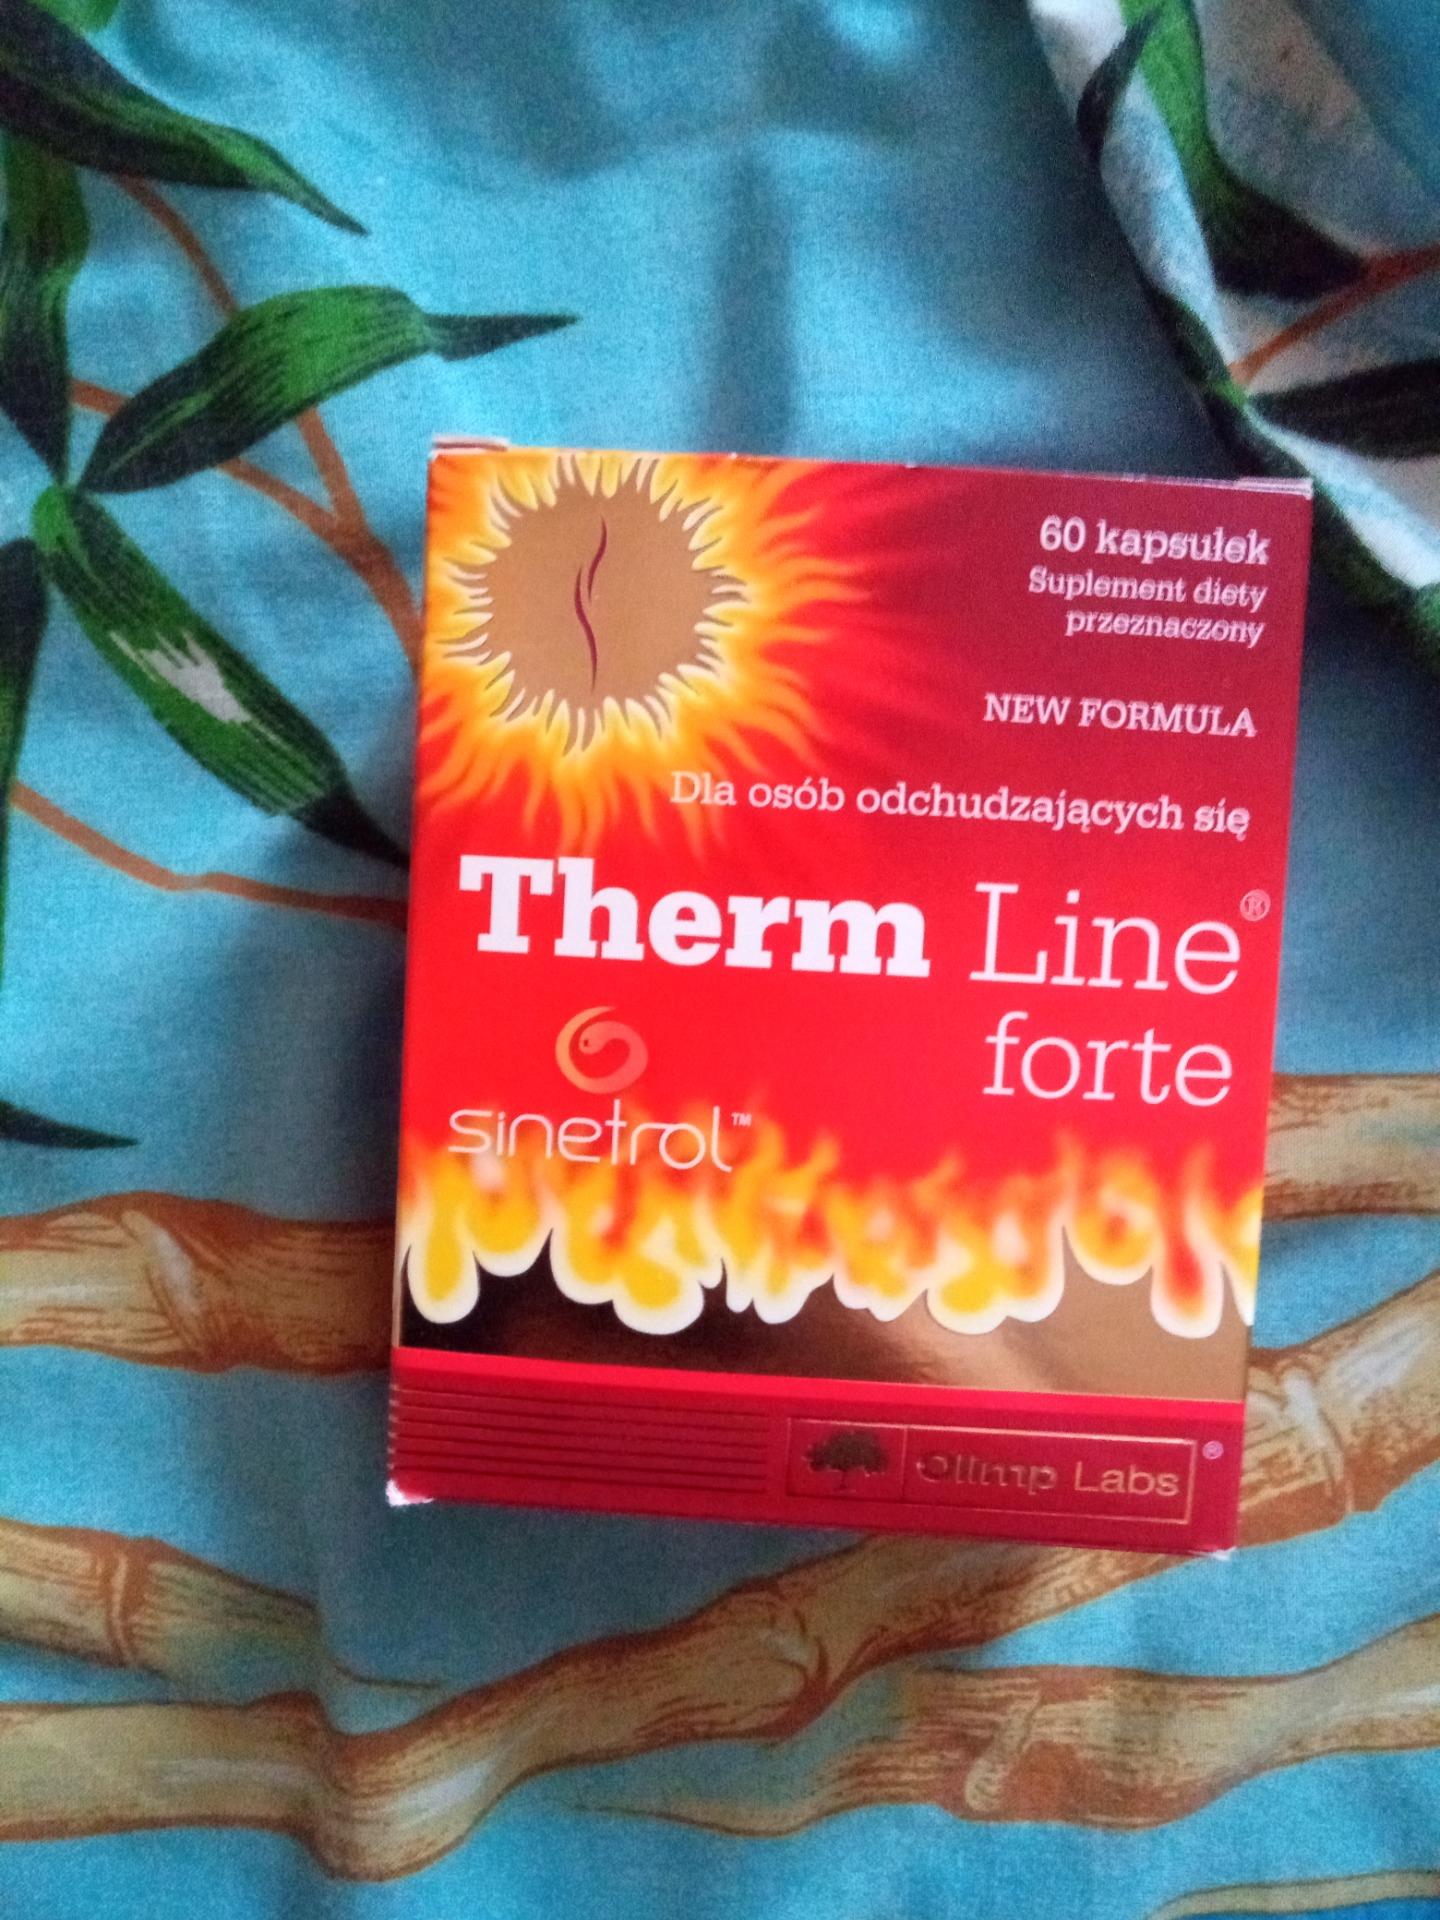 60 kapsułek
Suplement diety
przeznaczony
NEW FORMULA
Dla osób odchudzających się
Therm Line®
forte
sinetrol™
Olimp Labs®